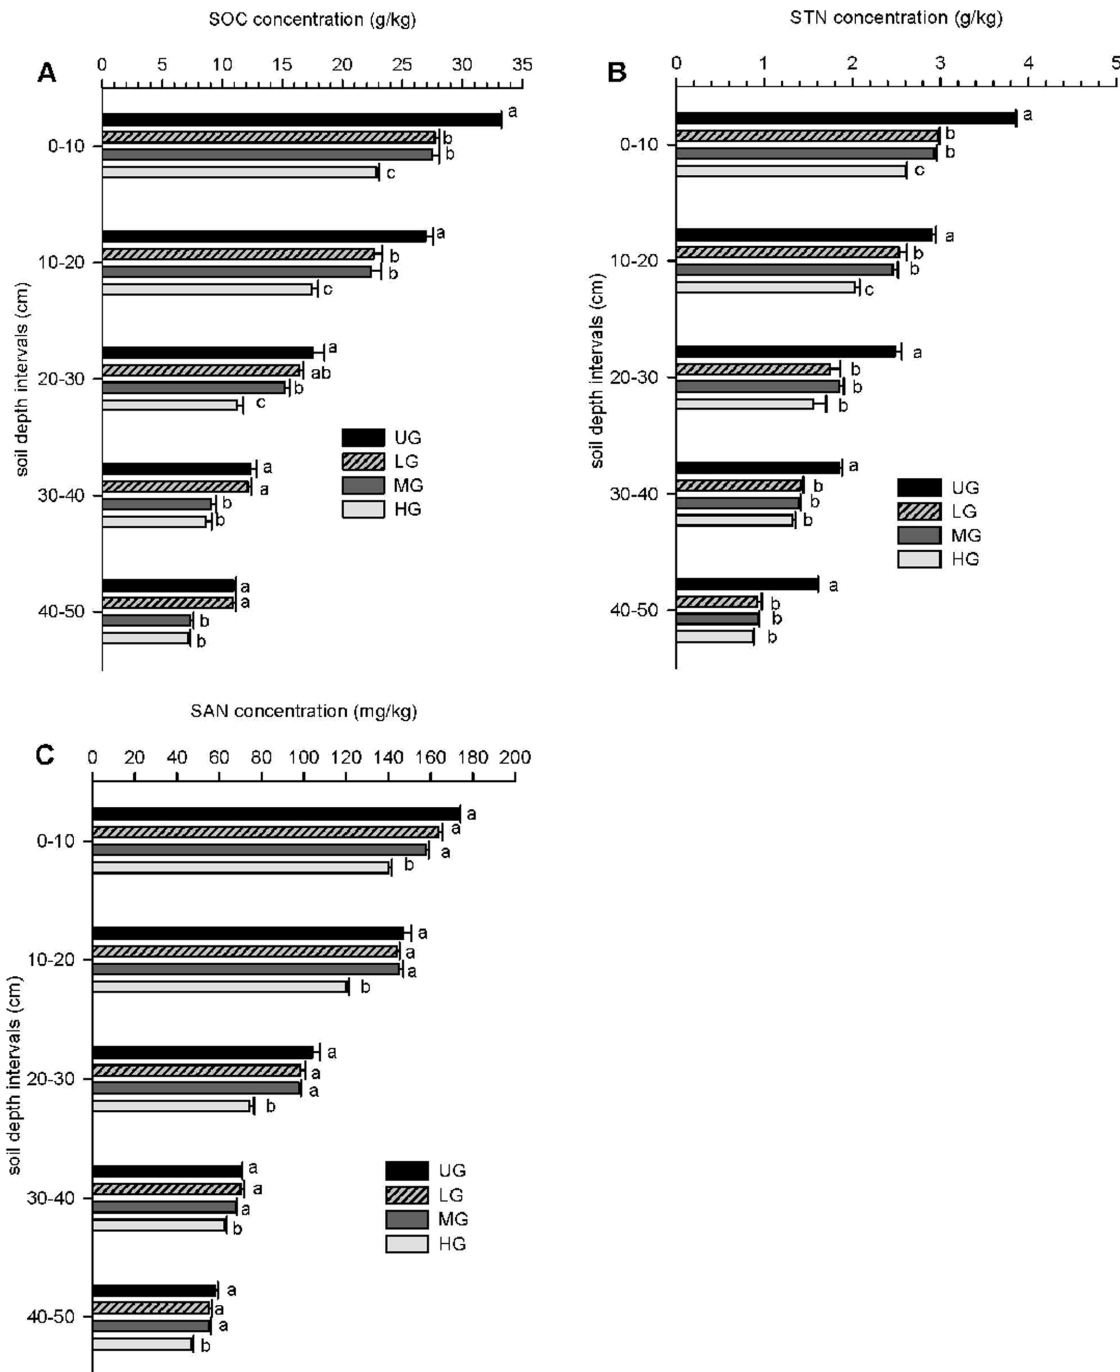 SOC concentration (g/kg)
A
0 5 10 15 20 25 30 35
soil depth intervals (cm)
a
0-10
b
b
c
a
10-20
b
b
c
a
20-30
ab
b
c
a
30-40
a
b
b
a
40-50
a
b
b
UG
LG
MG
HG
STN concentration (g/kg)
B
0 1 2 3 4 5
soil depth intervals (cm)
a
0-10
b
b
c
a
10-20
b
b
c
a
20-30
b
b
b
a
30-40
b
b
b
a
40-50
b
b
b
UG
LG
MG
HG
SAN concentration (mg/kg)
C
0 20 40 60 80 100 120 140 160 180 200
soil depth intervals (cm)
a
0-10
a
a
b
a
10-20
a
a
b
a
20-30
a
a
b
a
30-40
a
a
b
a
40-50
a
a
b
UG
LG
MG
HG